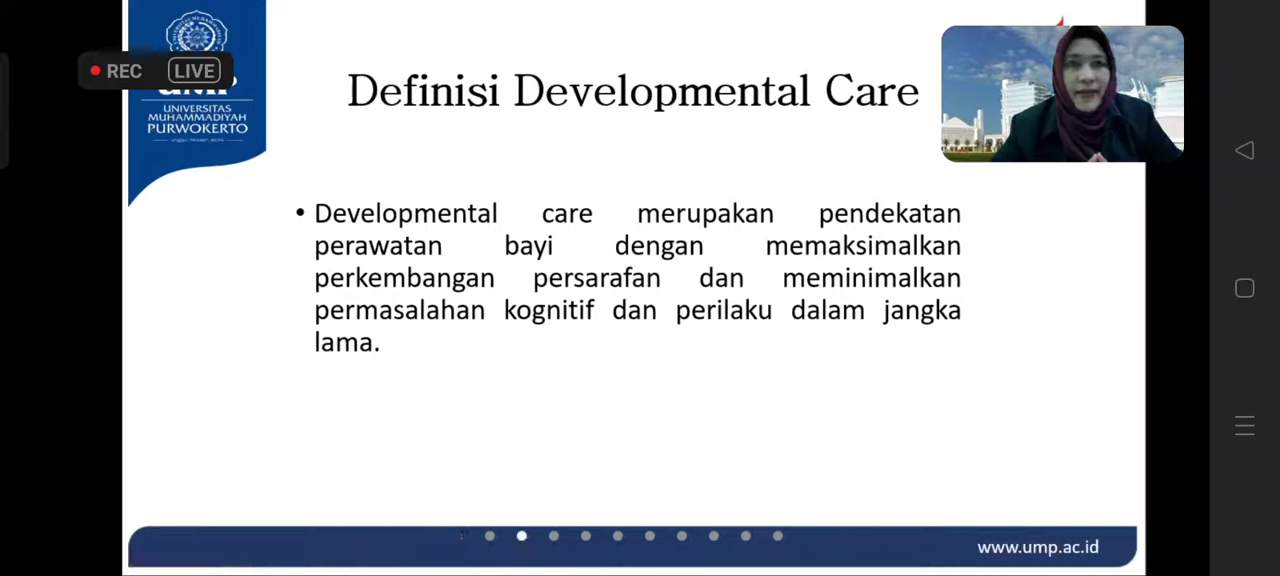 REC LIVE
UNIVERSITAS
MUHAMMADIYAH
PURWOKERTO
Definisi Developmental Care
• Developmental care merupakan pendekatan
perawatan bayi dengan memaksimalkan
perkembangan persarafan dan meminimalkan
permasalahan kognitif dan perilaku dalam jangka
lama.
www.ump.ac.id